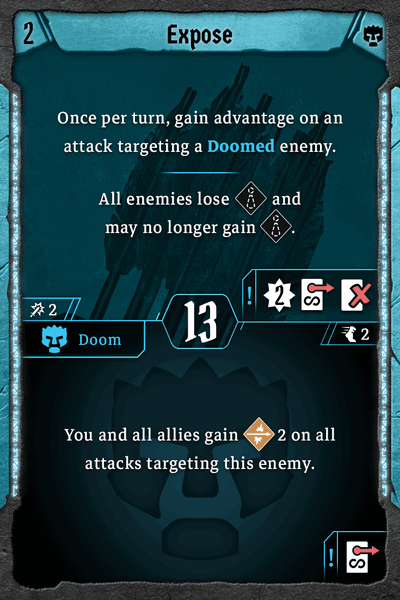 2
Expose
Once per turn, gain advantage on an
attack targeting a Doomed enemy.
All enemies lose and
may no longer gain .
! 2
2
13
Doom
2
You and all allies gain 2 on all
attacks targeting this enemy.
!